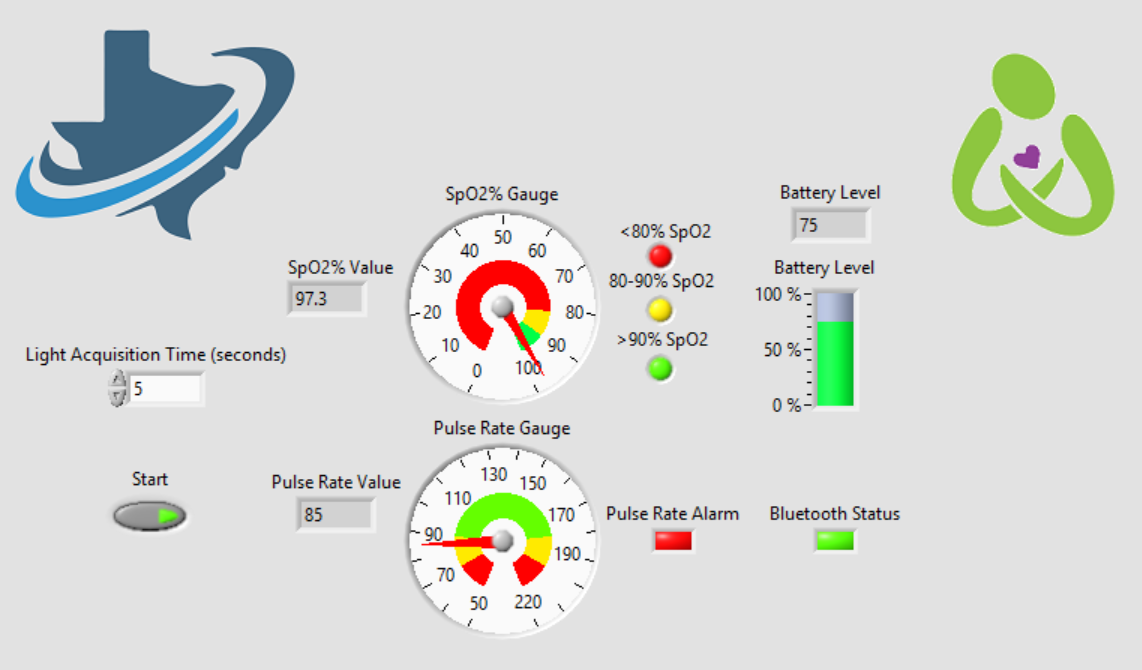 SpO2% Gauge
0
10
20
30
40
50
60
70
80
90
100
SpO2% Value
97.3
<80% SpO2
80-90% SpO2
>90% SpO2
Battery Level
75
Battery Level
100 %
50 %
0 %
Light Acquisition Time (seconds)
5
Start
Pulse Rate Value
85
Pulse Rate Gauge
50
70
90
110
130
150
170
190
220
Pulse Rate Alarm
Bluetooth Status